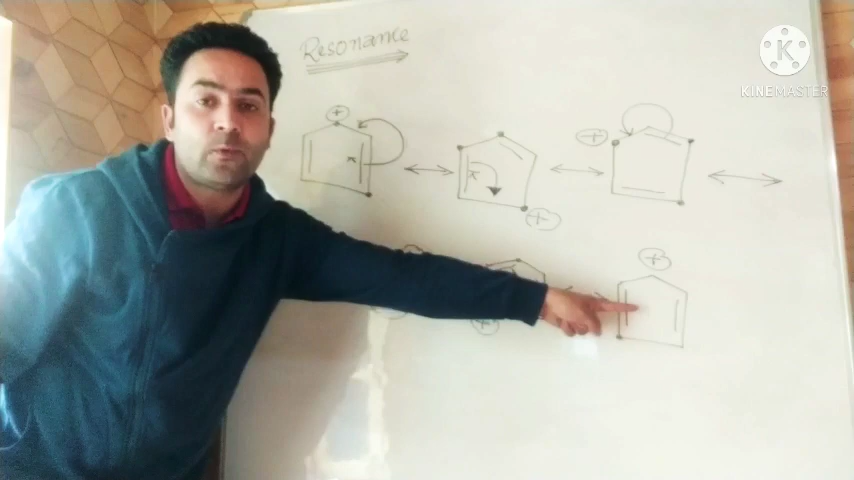 Resonance
K
KINEMASTER
+
π
π
+
+
+
+